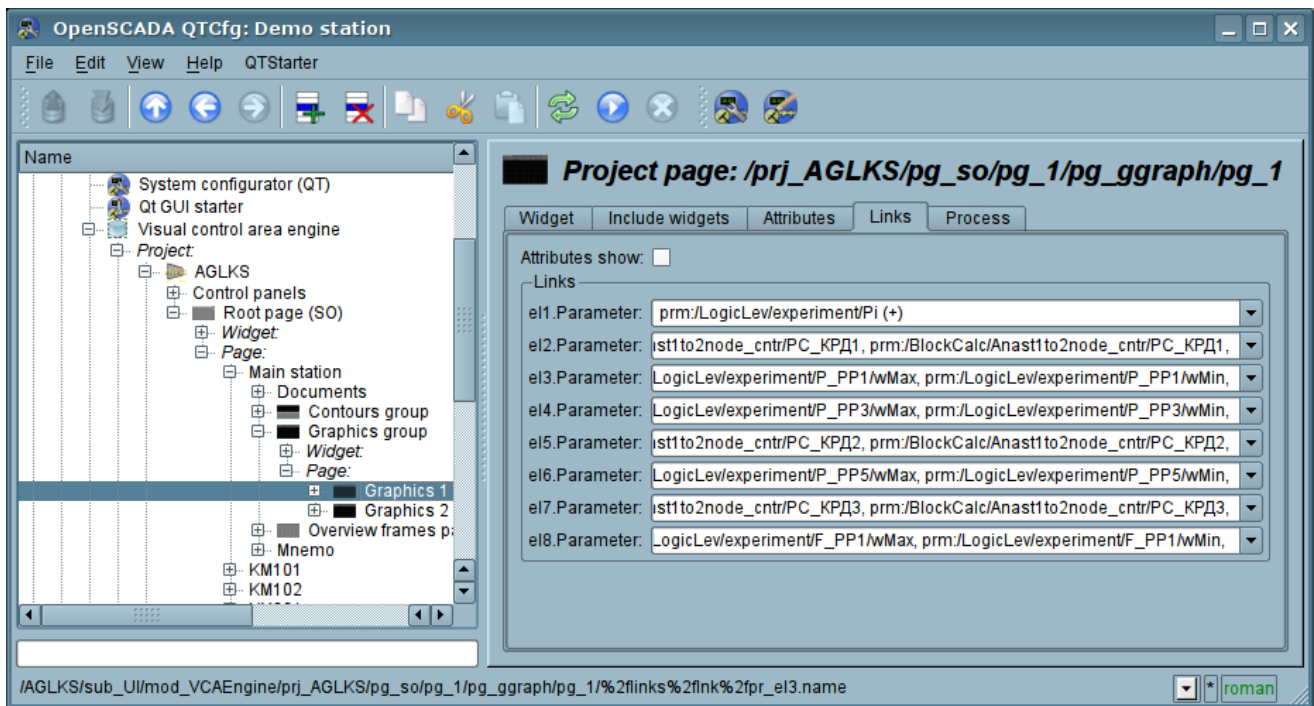 OpenSCADA QTCfg: Demo station
File Edit View Help QTStarter
Name
System configurator (QT)
Qt GUI starter
Visual control area engine
Project:
AGLKS
Control panels
Root page (SO)
Widget:
Page:
Main station
Documents
Contours group
Graphics group
Widget:
Page:
Graphics 1
Graphics 2
Overview frames
Mnemo
KM101
KM102
Project page: /prj_AGLKS/pg_so/pg_1/pg_ggraph/pg_1
Widget Include widgets Attributes Links Process
Attributes show:
Links
el1.Parameter: prm:/LogicLev/experiment/Pi (+)
el2.Parameter: ast1to2node_cntr/PC_КРД1, prm:/BlockCalc/Anast1to2node_cntr/PC_КРД1,
el3.Parameter: LogicLev/experiment/P_PP1/wMax, prm:/LogicLev/experiment/P_PP1/wMin,
el4.Parameter: LogicLev/experiment/P_PP3/wMax, prm:/LogicLev/experiment/P_PP3/wMin,
el5.Parameter: ast1to2node_cntr/PC_КРД2, prm:/BlockCalc/Anast1to2node_cntr/PC_КРД2,
el6.Parameter: LogicLev/experiment/P_PP5/wMax, prm:/LogicLev/experiment/P_PP5/wMin,
el7.Parameter: ast1to2node_cntr/PC_КРД3, prm:/BlockCalc/Anast1to2node_cntr/PC_КРД3,
el8.Parameter: LogicLev/experiment/F_PP1/wMax, prm:/LogicLev/experiment/F_PP1/wMin,
/AGLKS/sub_UI/mod_VCAEngine/prj_AGLKS/pg_so/pg_1/pg_ggraph/pg_1/%2flinks%2flnk%2fpr_el3.name
* roman